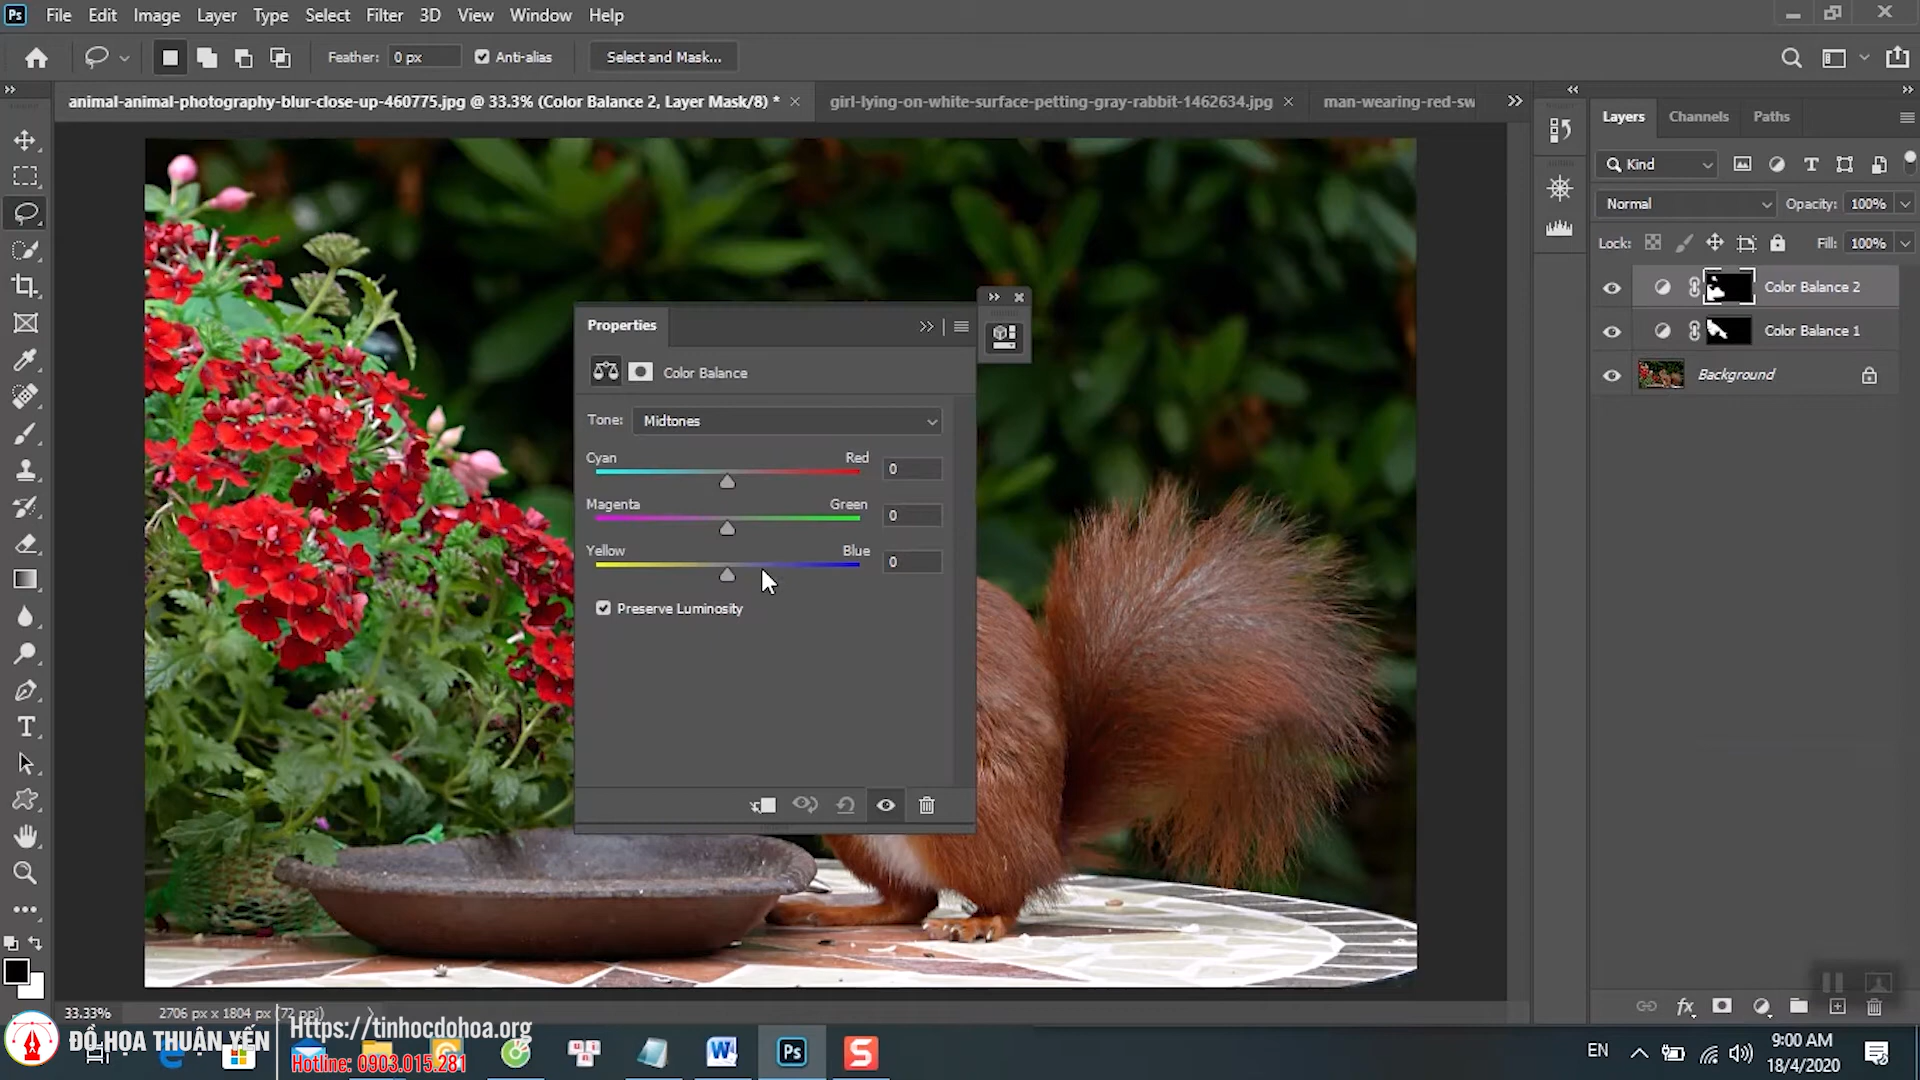 Ps File Edit Image Layer Type Select Filter 3D View Window Help
Feather: 0 px Anti-alias Select and Mask...
animal-animal-photography-blur-close-up-460775.jpg @ 33.3% (Color Balance 2, Layer Mask/8) * girl-lying-on-white-surface-petting-gray-rabbit-1462634.jpg man-wearing-red-sw
Layers Channels Paths
Kind
Normal Opacity: 100%
Lock: Fill: 100%
Color Balance 2
Color Balance 1
Background
Properties
Color Balance
Tone: Midtones
Cyan Red 0
Magenta Green 0
Yellow Blue 0
Preserve Luminosity
33.33% 2706 px x 1804 px (72 ppi)
ĐỒ HỌA THUÂN YẾN
Https://tinhocdohoa.org
Hotline: 0903.015.281
W Ps S
EN
9:00 AM
18/4/2020